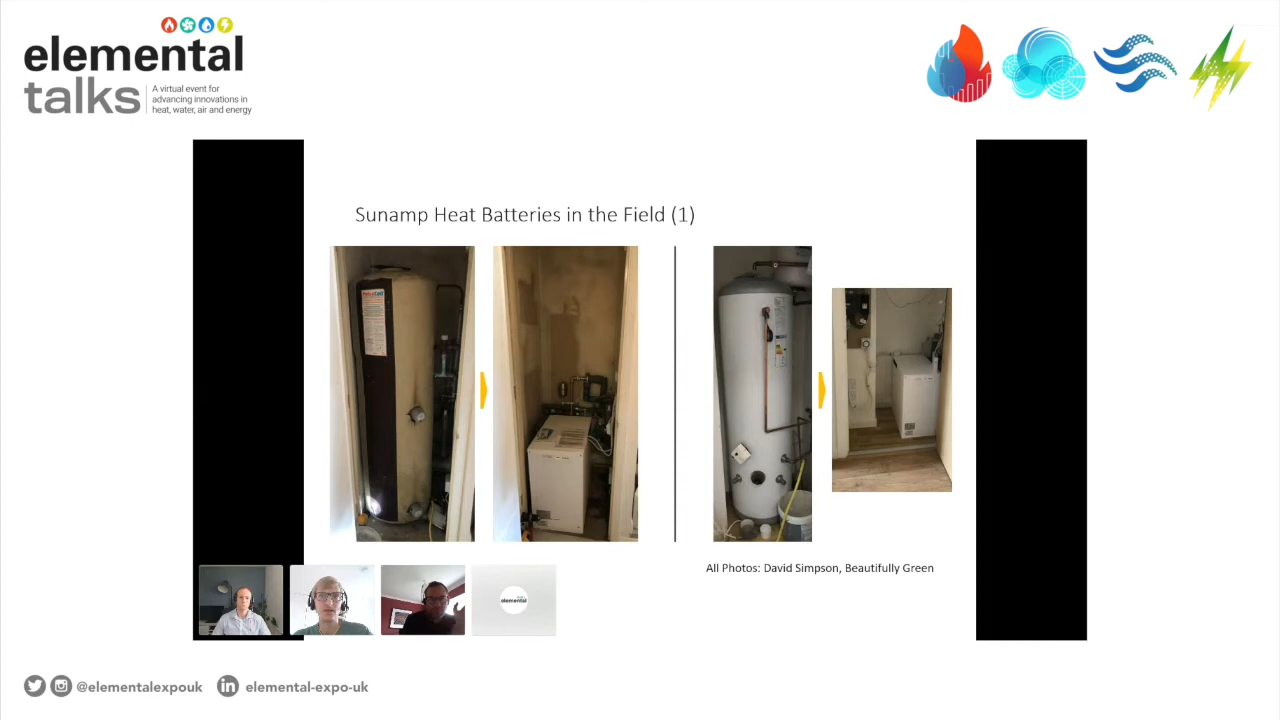 elemental
talks
A virtual event for
advancing innovations in
heat, water, air and energy
Sunamp Heat Batteries in the Field (1)
All Photos: David Simpson, Beautifully Green
elemental
@elementalexpouk
elemental-expo-uk